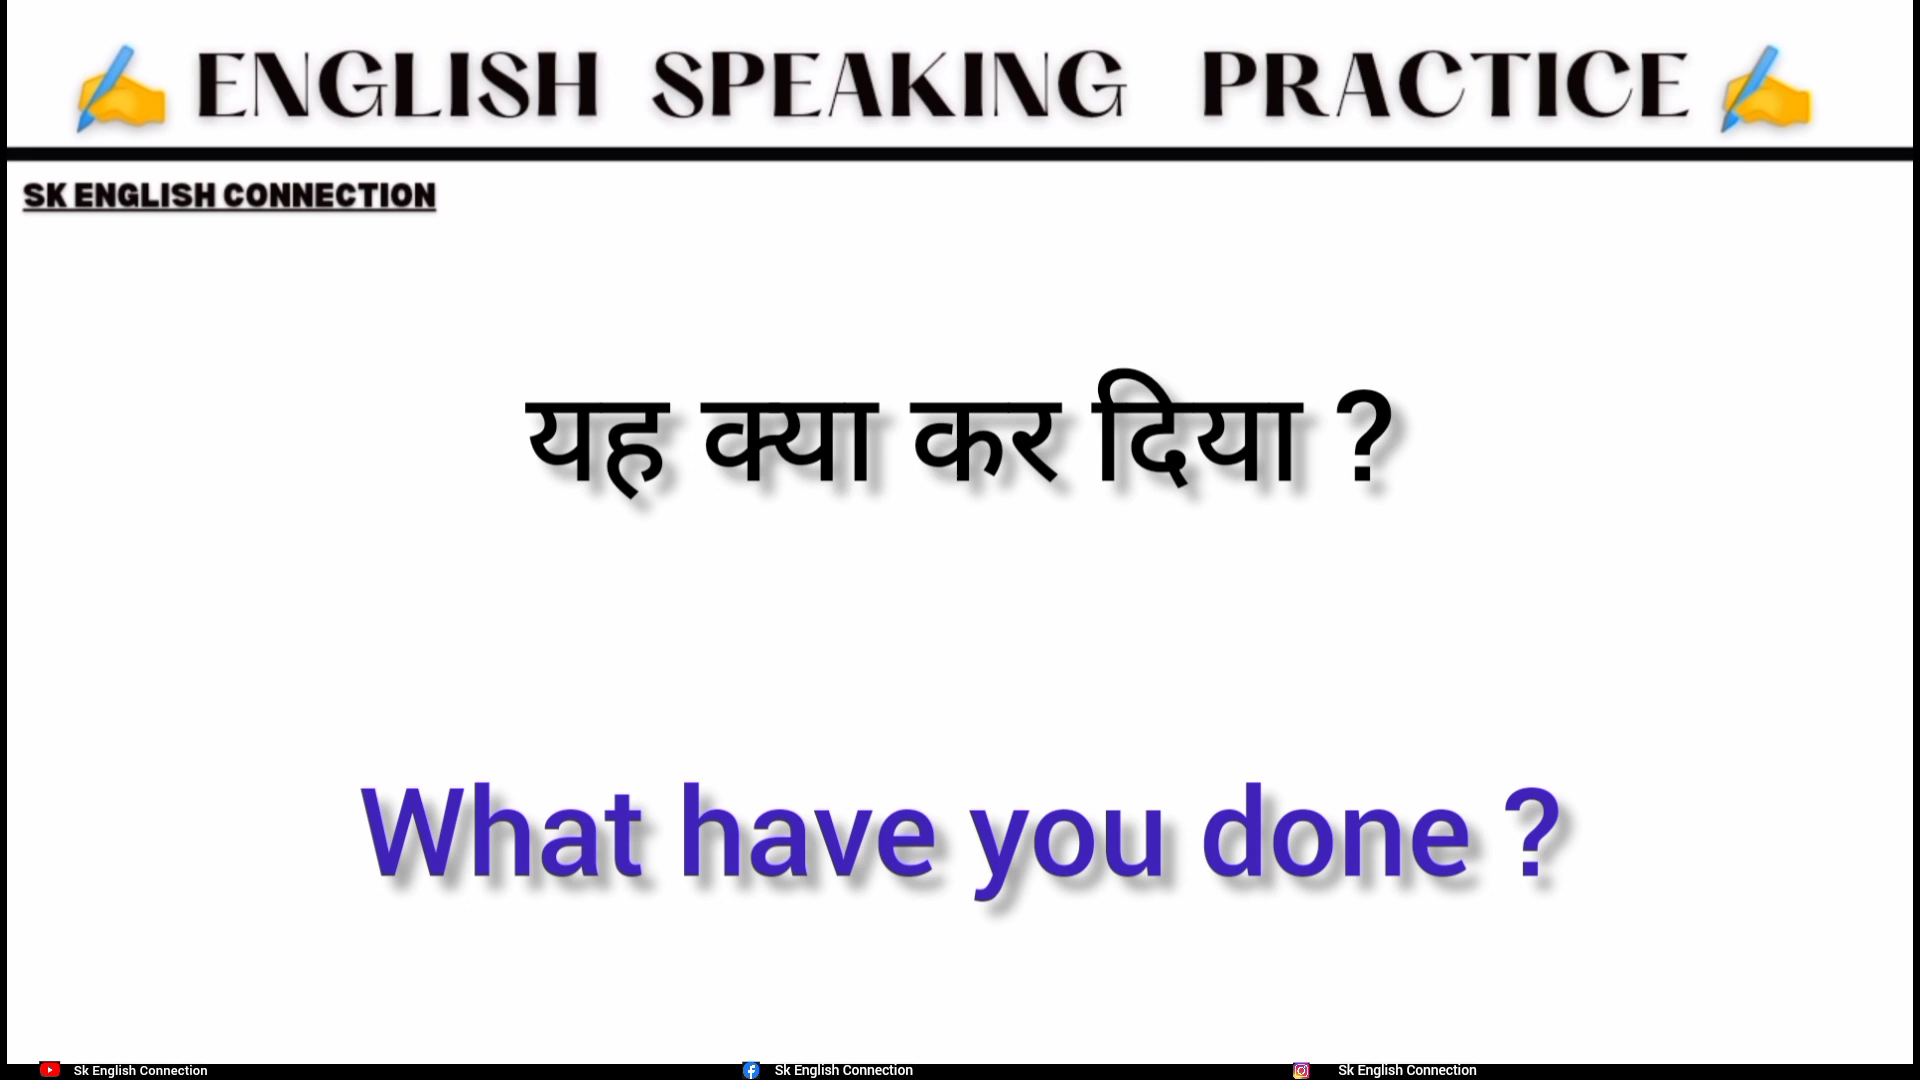 ENGLISH SPEAKING PRACTICE
SK ENGLISH CONNECTION
यह क्या कर दिया ?
What have you done ?
Sk English Connection Sk English Connection Sk English Connection